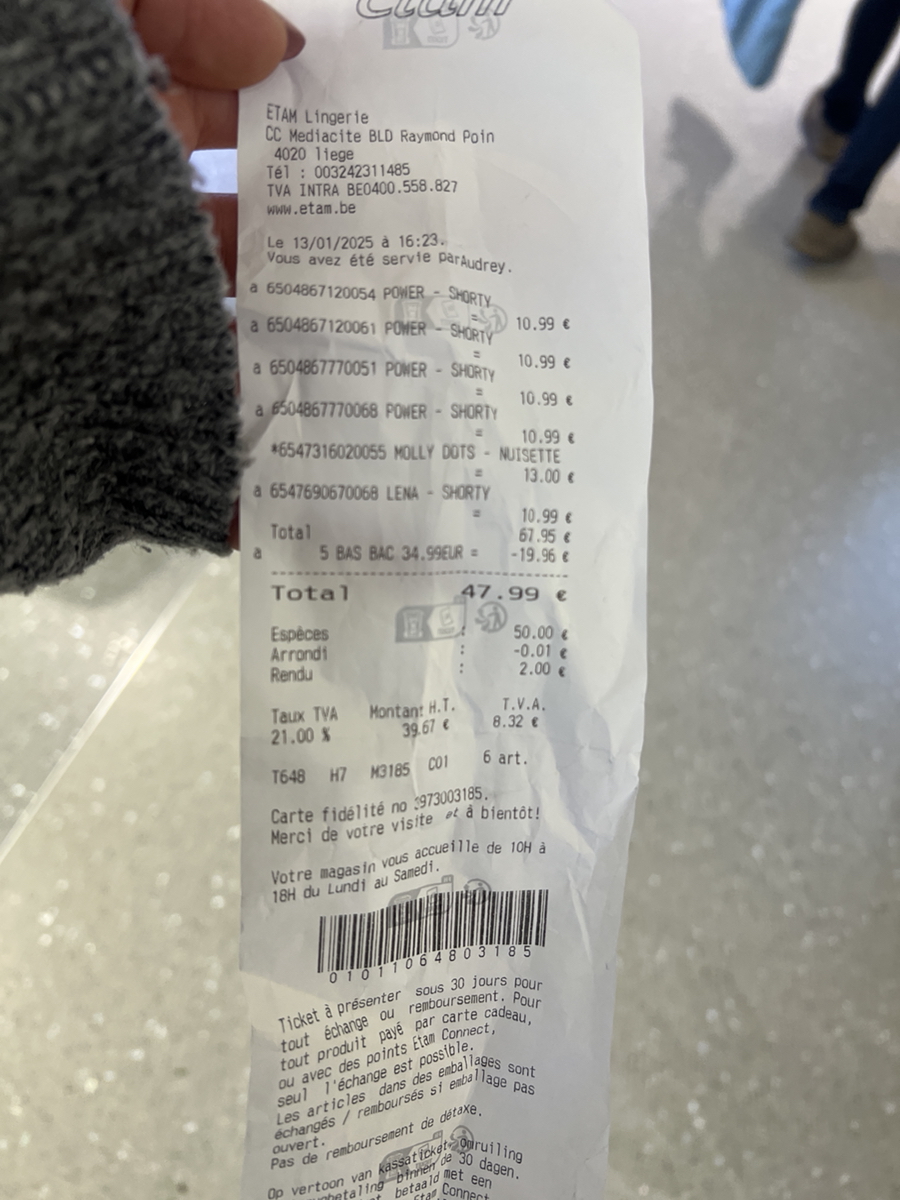 Etam
ETAM Lingerie
CC Mediacite BLD Raymond Poin
4020 liege
Tél : 003242311485
TVA INTRA BE0400.558.827
www.etam.be
Le 13/01/2025 à 16:23.
Vous avez été servie parAudrey.
a 6504867120054 POWER - SHORTY
= 10.99 €
a 6504867120061 POWER - SHORTY
= 10.99 €
a 6504867770051 POWER - SHORTY
= 10.99 €
a 6504867770068 POWER - SHORTY
= 10.99 €
*6547316020055 MOLLY DOTS - NUISETTE
= 13.00 €
a 6547690670068 LENA - SHORTY
= 10.99 €
Total 67.95 €
a 5 BAS BAC 34.99EUR = -19.96 €
Total 47.99 €
Espèces : 50.00 €
Arrondi : -0.01 €
Rendu : 2.00 €
Taux TVA Montant H.T. T.V.A.
21.00 % 39.67 € 8.32 €
T648 H7 M3185 C01 6 art.
Carte fidélité no 973003185.
Merci de votre visite et à bientôt!
Votre magasin vous accueille de 10H à
18H du Lundi au Samedi.
01011064803185
Ticket à présenter sous 30 jours pour
tout échange ou remboursement. Pour
tout produit payé par carte cadeau,
ou avec des points Etam Connect,
seul l'échange est possible.
Les articles dans des emballages sont
échangés / remboursés si emballage pas
ouvert.
Pas de remboursement de détaxe.
Op vertoon van kassaticket Omruiling
binnen de 30 dagen.
betaald met een
Etam Connect